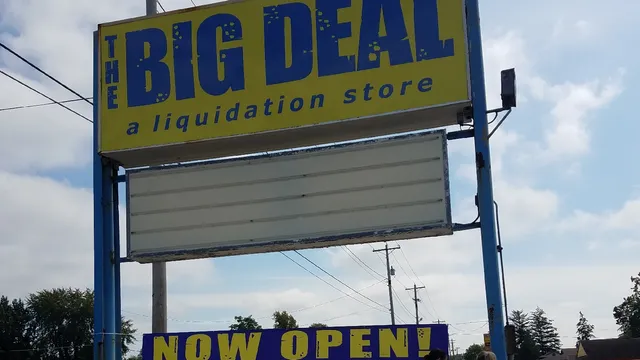 THE
BIG DEAL
a liquidation store
NOW OPEN!